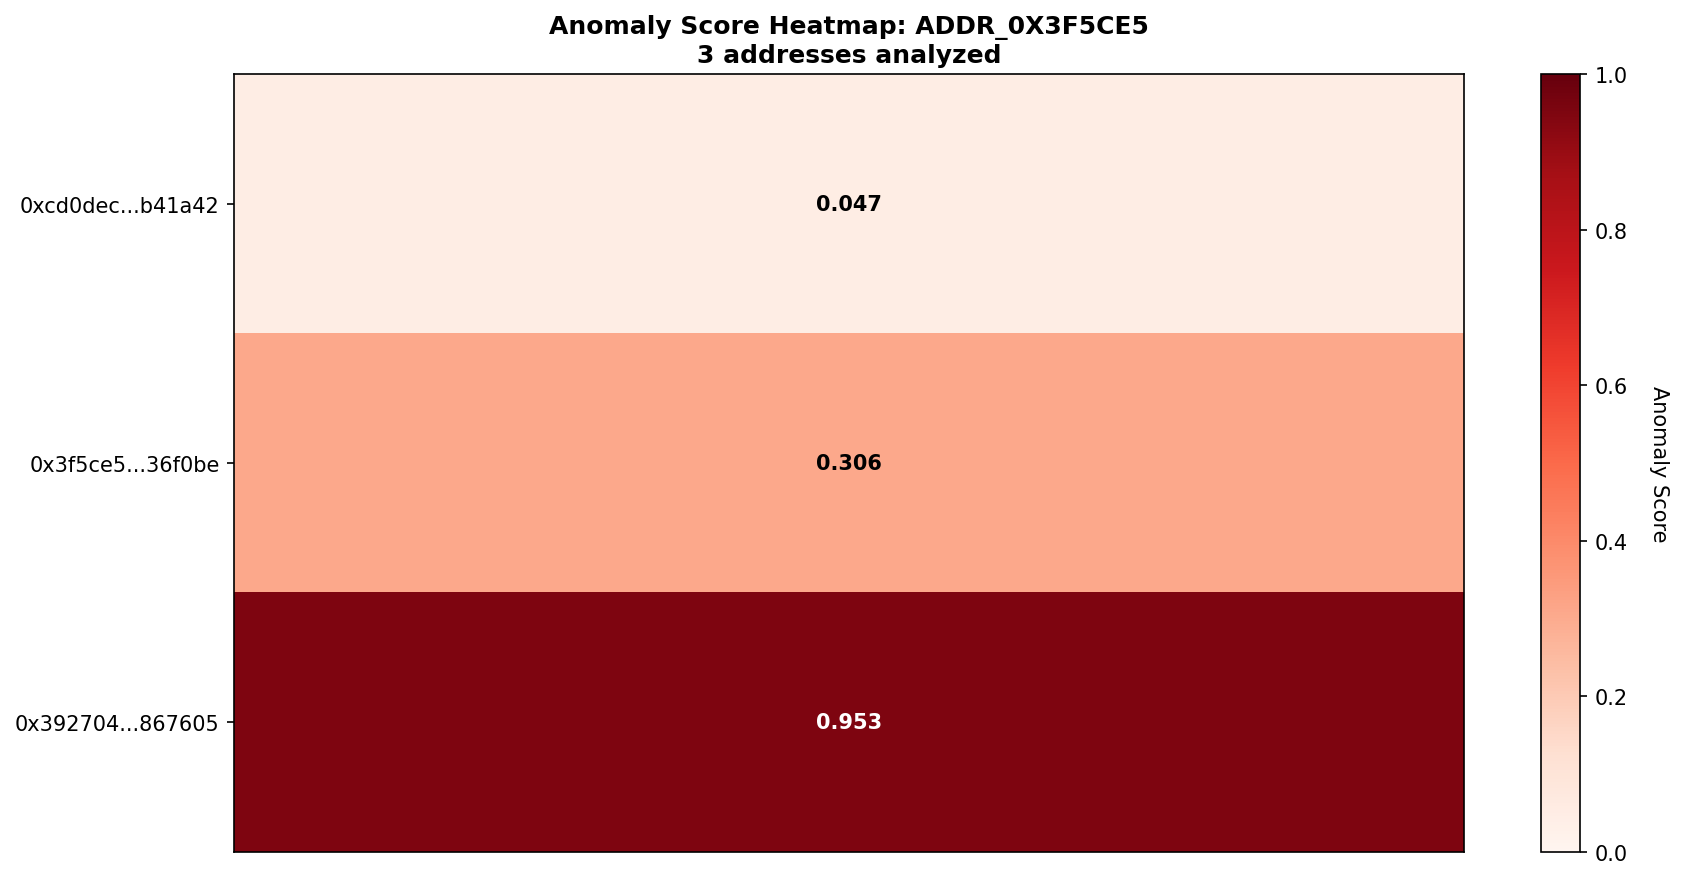 Anomaly Score Heatmap: ADDR_0X3F5CE5
3 addresses analyzed
0xcd0dec...b41a42
0.047
0x3f5ce5...36f0be
0.306
0x392704...867605
0.953
1.0
0.8
0.6
0.4
0.2
0.0
Anomaly Score